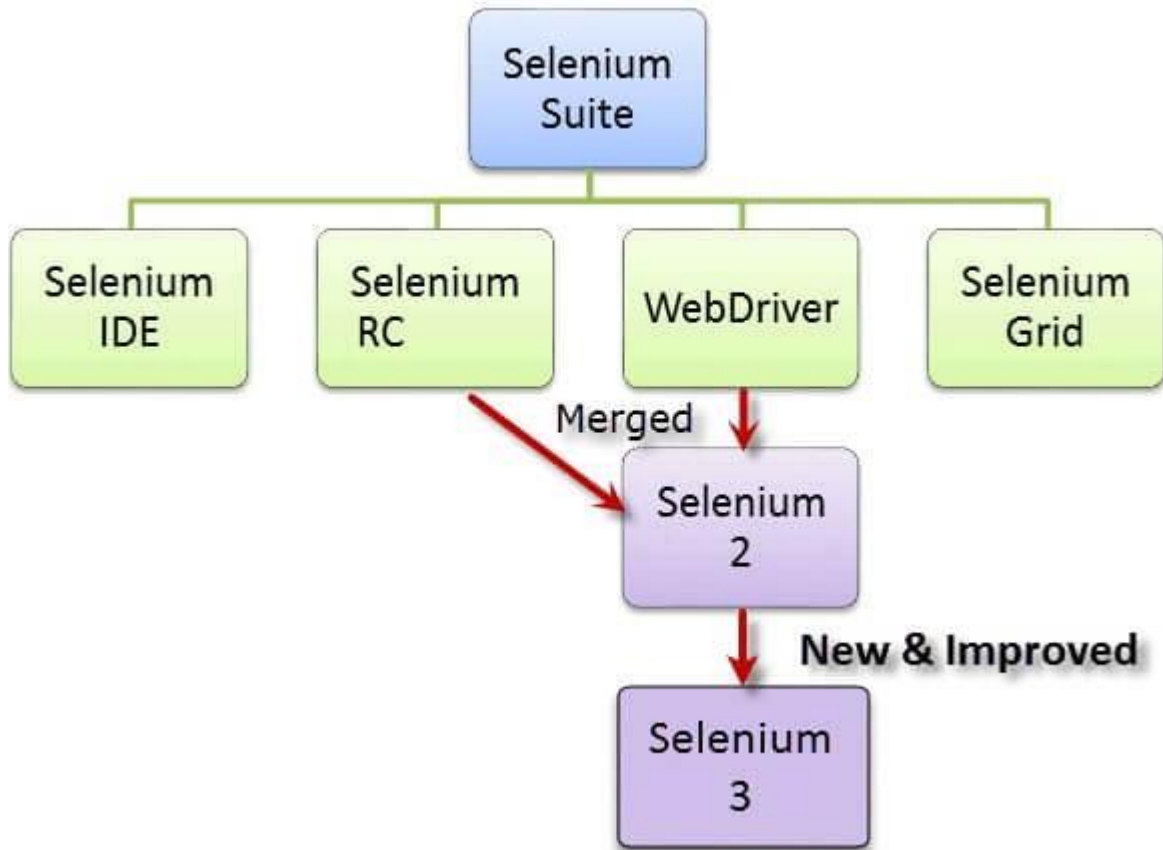 Selenium
Suite
Selenium
IDE
Selenium
RC
WebDriver
Selenium
Grid
Merged
Selenium
2
New & Improved
Selenium
3